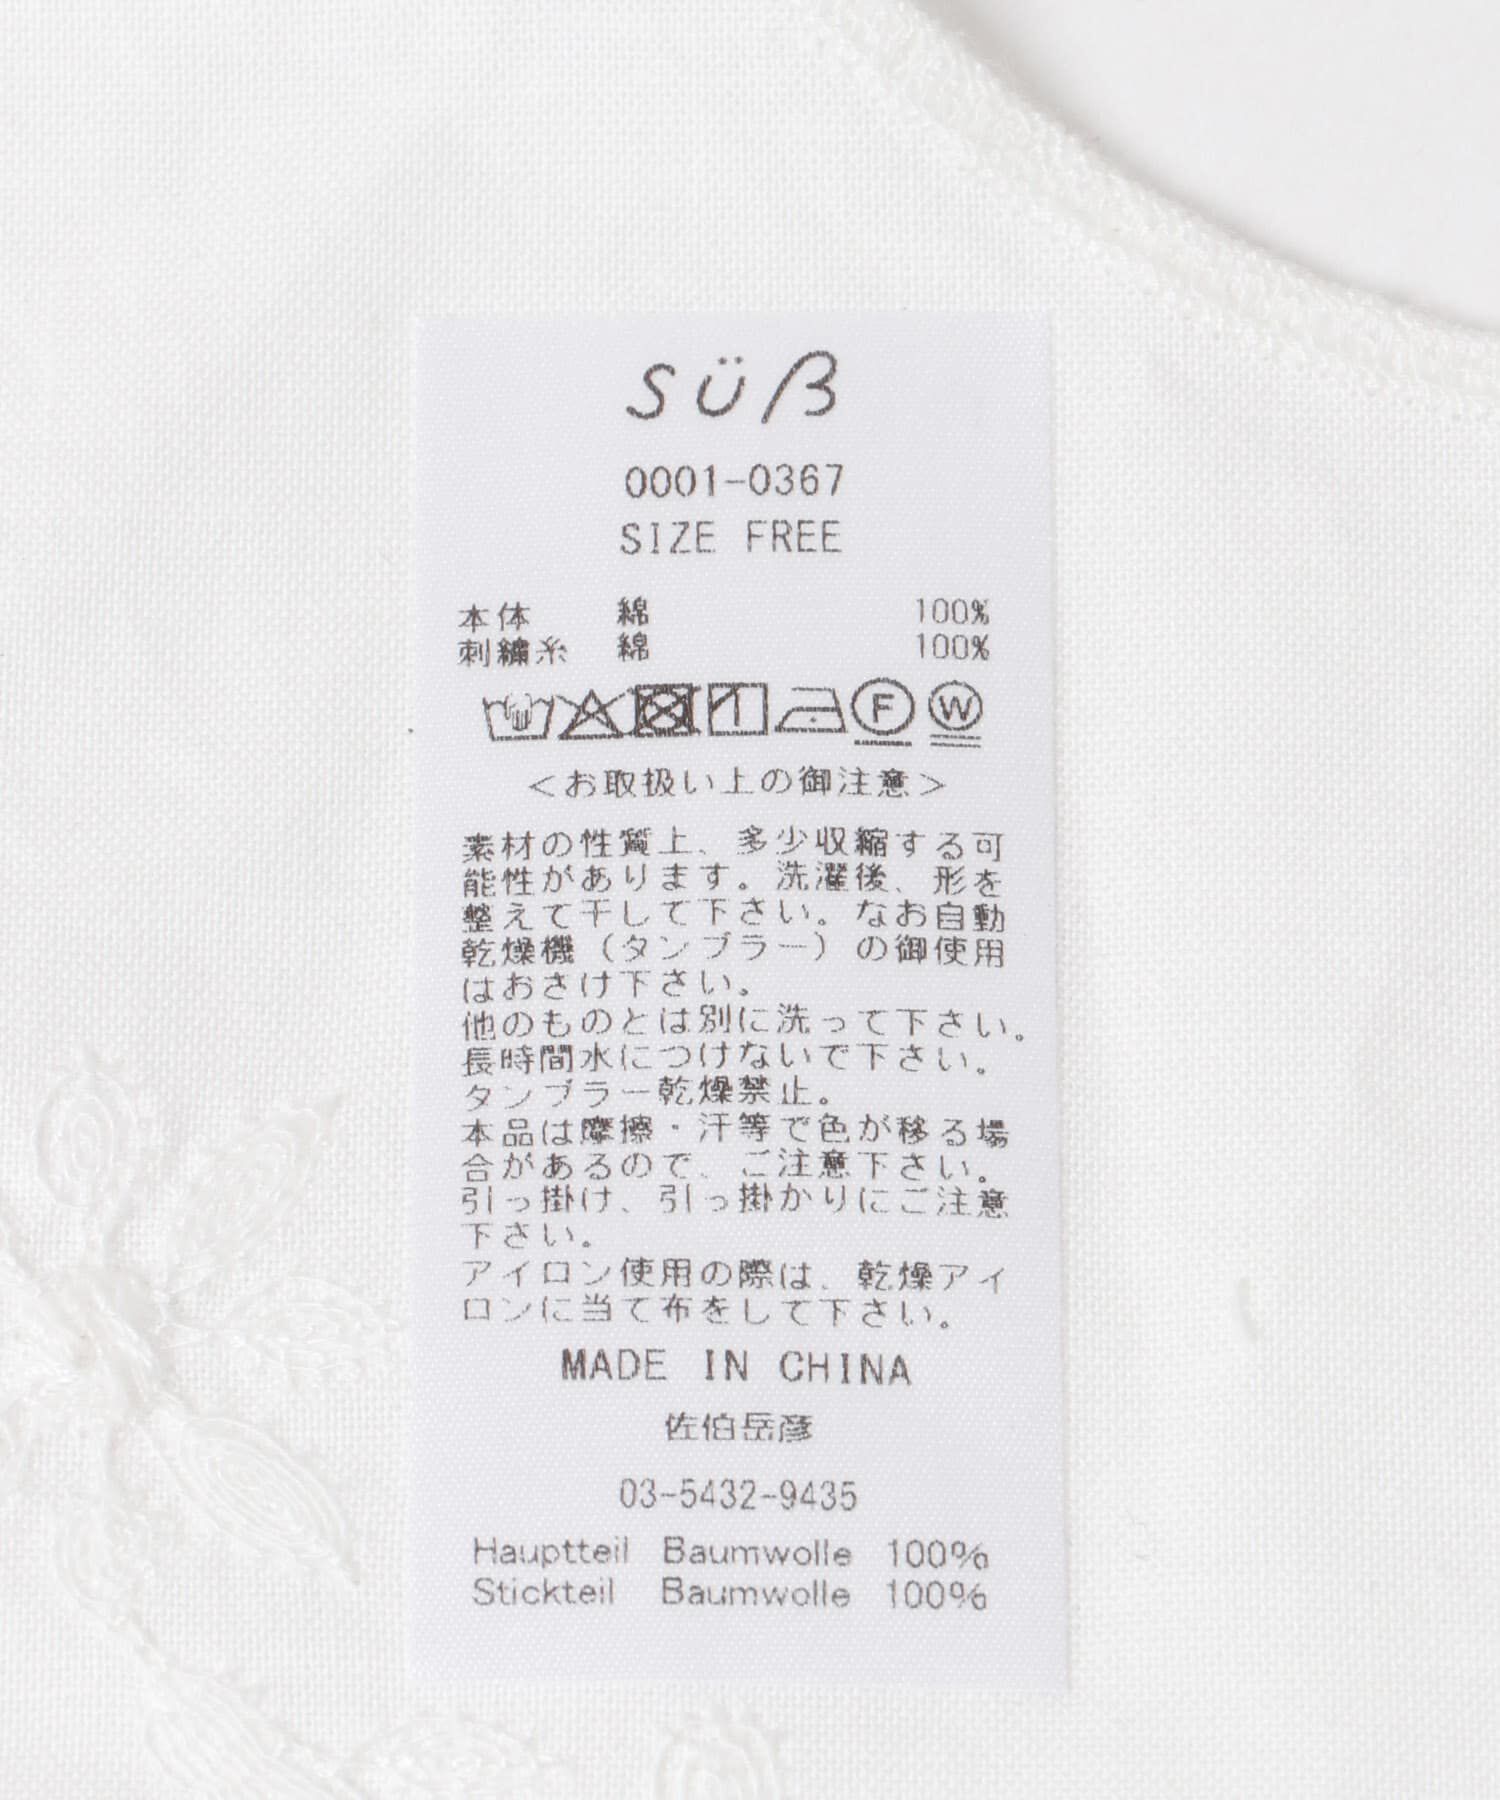 süß
0001-0367
SIZE FREE
本体 綿 100%
刺繍糸 綿 100%
F W
<お取扱い上の御注意>
素材の性質上、多少収縮する可
能性があります。洗濯後、形を
整えて干して下さい。なお自動
乾燥機(タンブラー)の御使用
はおさけ下さい。
他のものとは別に洗って下さい。
長時間水につけないで下さい。
タンブラー乾燥禁止。
本品は摩擦・汗等で色が移る場
合があるので、ご注意下さい。
引っ掛け、引っ掛かりにご注意
下さい。
アイロン使用の際は、乾燥アイ
ロンに当て布をして下さい。
MADE IN CHINA
佐伯岳彦
03-5432-9435
Hauptteil Baumwolle 100%
Stickteil Baumwolle 100%